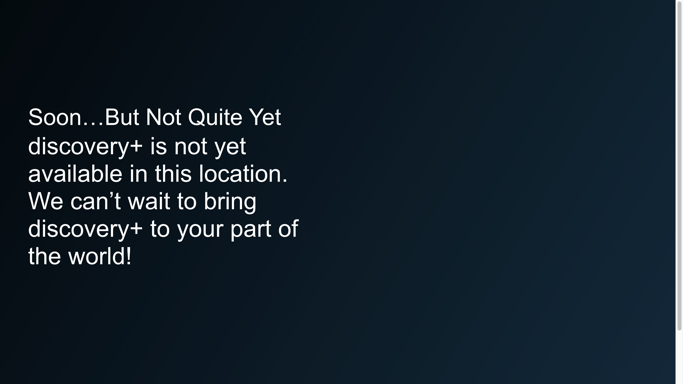 Soon…But Not Quite Yet
discovery+ is not yet
available in this location.
We can’t wait to bring
discovery+ to your part of
the world!